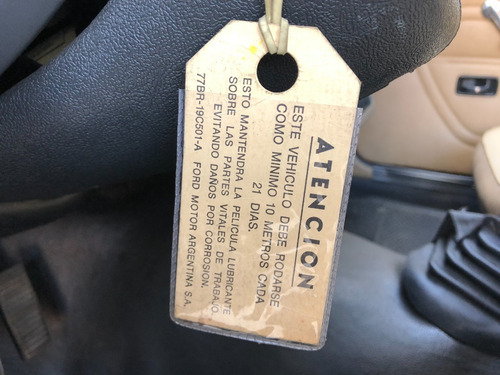 ATENCION
ESTE VEHICULO DEBE RODARSE
COMO MINIMO 10 METROS CADA
21 DIAS.
ESTO MANTENDRA LA PELICULA LUBRICANTE
SOBRE LAS PARTES VITALES DE TRABAJO,
EVITANDO DAÑOS POR CORROSION.
77BR-19C501-A FORD MOTOR ARGENTINA S.A.